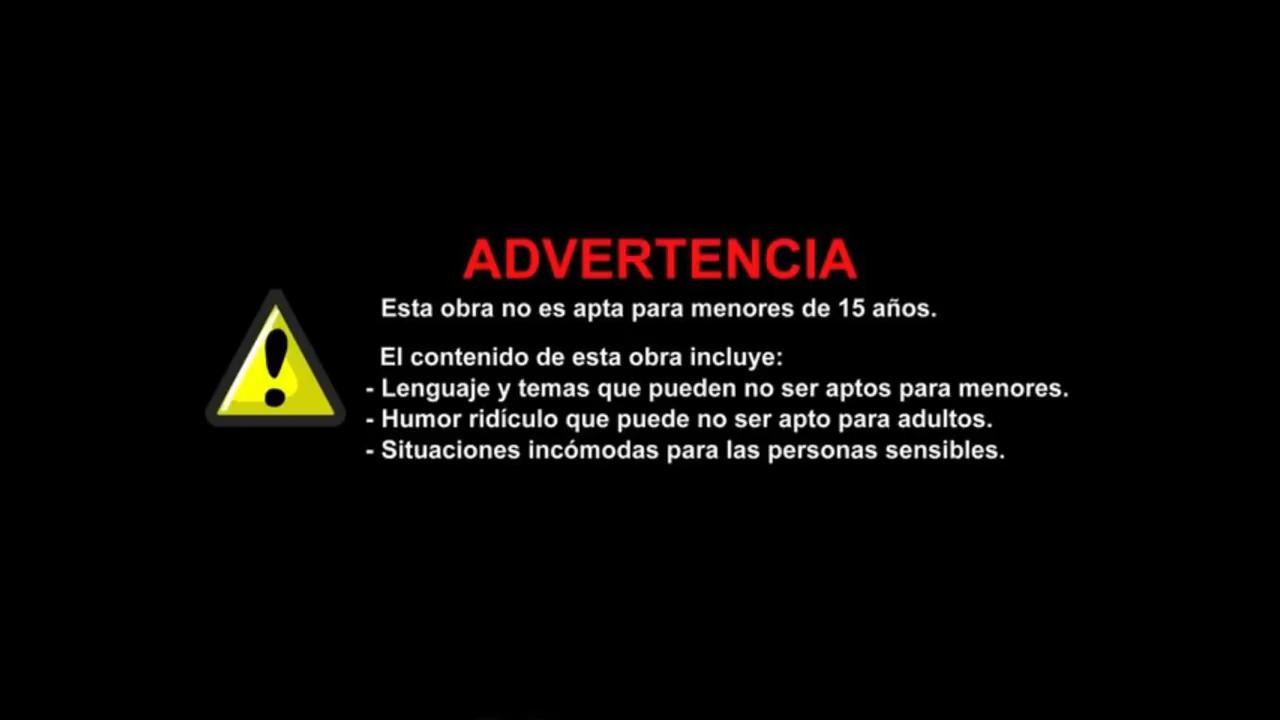 ADVERTENCIA
Esta obra no es apta para menores de 15 años.
El contenido de esta obra incluye:
- Lenguaje y temas que pueden no ser aptos para menores.
- Humor ridículo que puede no ser apto para adultos.
- Situaciones incómodas para las personas sensibles.